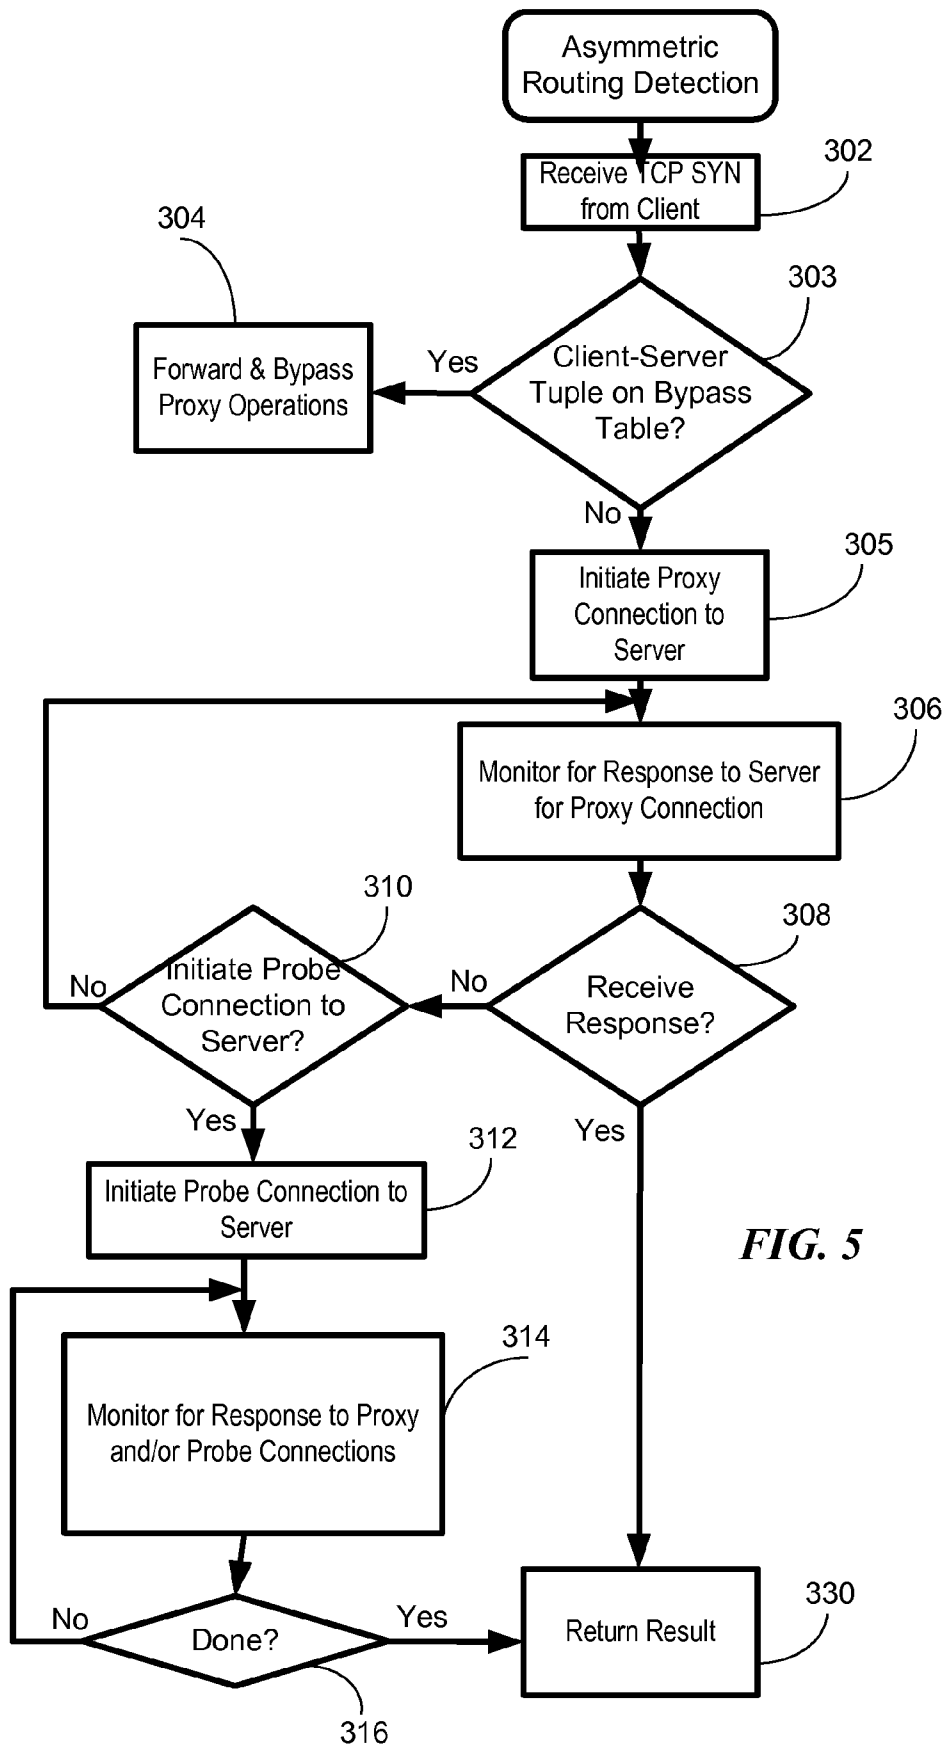 Asymmetric
Routing Detection
302
Receive TCP SYN
from Client
304
303
Forward & Bypass
Proxy Operations
Yes
Client-Server
Tuple on Bypass
Table?
No
305
Initiate Proxy
Connection to
Server
306
Monitor for Response to Server
for Proxy Connection
310
308
No
Initiate Probe
Connection to
Server?
No
Receive
Response?
Yes
Yes
312
Initiate Probe Connection to
Server
FIG. 5
314
Monitor for Response to Proxy
and/or Probe Connections
No
Done?
Yes
316
Return Result
330